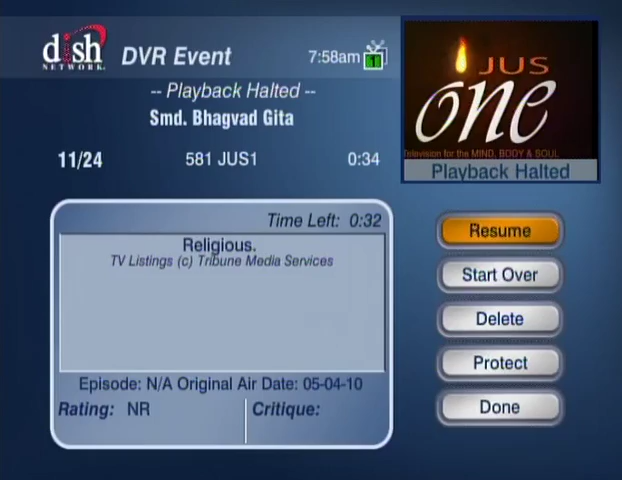 dish
NETWORK.
DVR Event
7:58am
1
-- Playback Halted --
Smd. Bhagvad Gita
11/24 581 JUS1 0:34
JUS
one
Television for the MIND, BODY & SOUL
Playback Halted
Time Left: 0:32
Religious.
TV Listings (c) Tribune Media Services
Episode: N/A Original Air Date: 05-04-10
Rating: NR Critique:
Resume
Start Over
Delete
Protect
Done